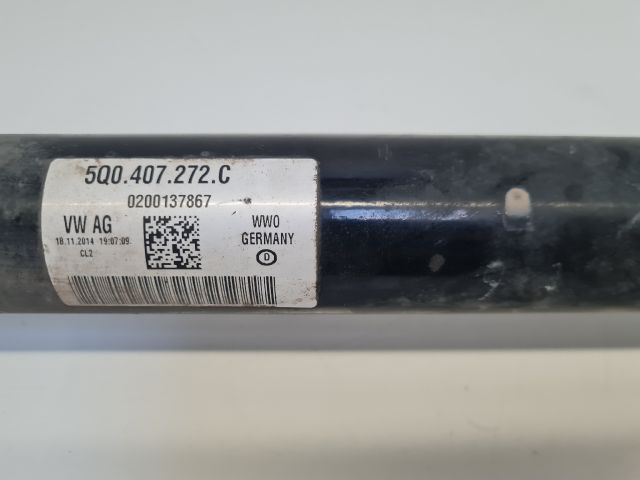 5Q0.407.272.C
0200137867
VW AG
18.11.2014 19:07:09
CL2
WWO
GERMANY
D